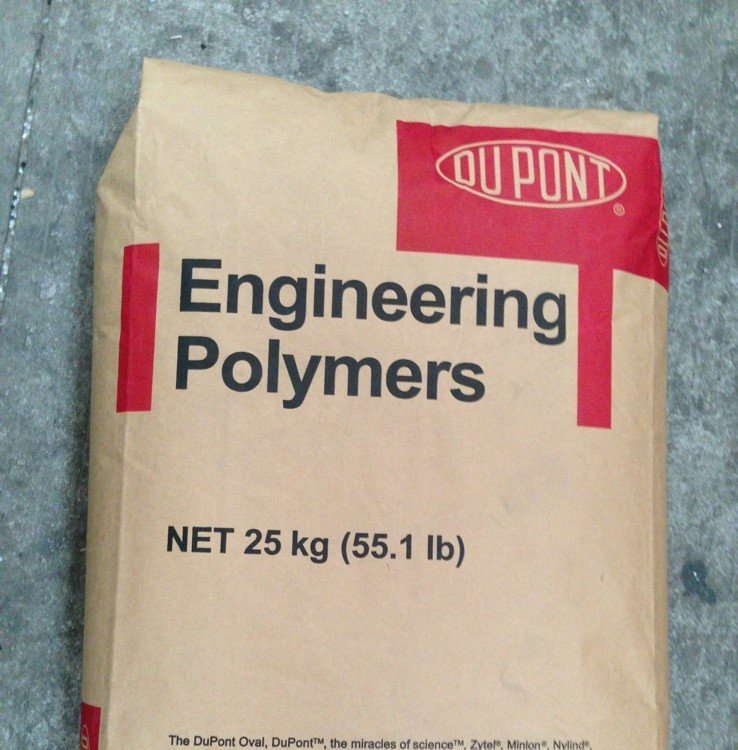 DU PONT
®
Engineering
Polymers
NET 25 kg (55.1 lb)
The DuPont Oval, DuPont™, the miracles of science™, Zytel®, Minlon®, Nylind®,